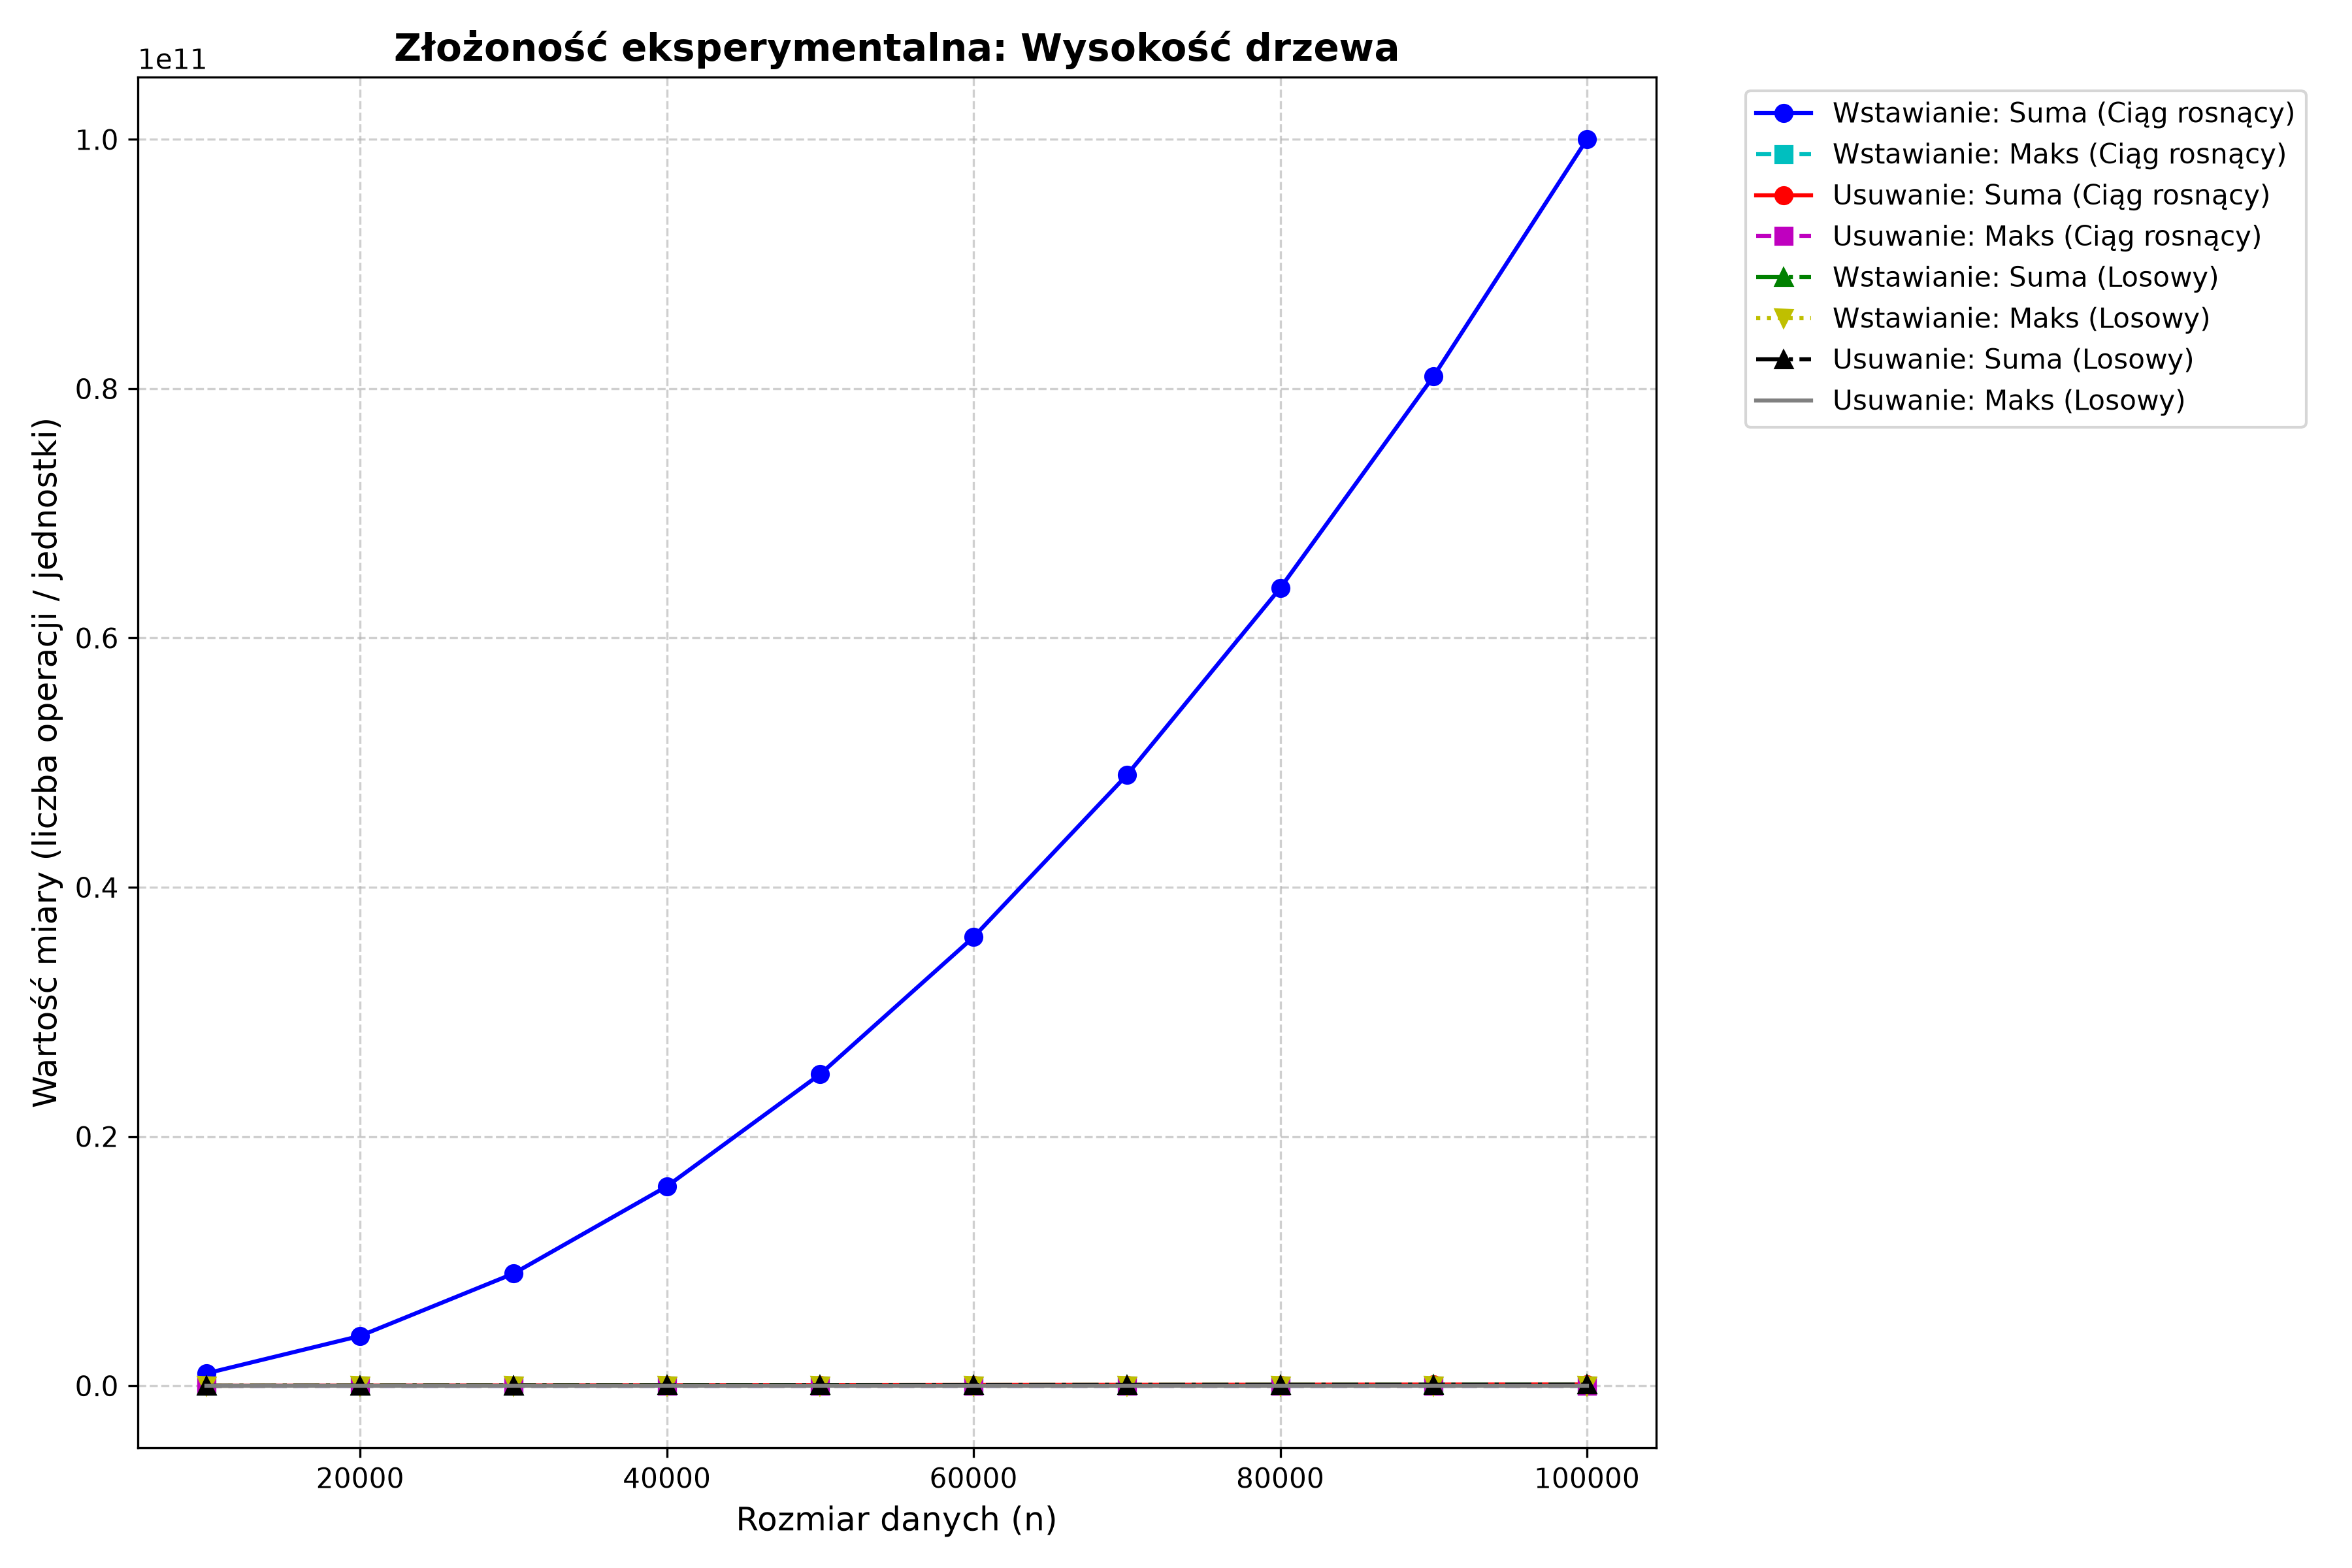 Złożoność eksperymentalna: Wysokość drzewa
1e11
1.0
0.8
0.6
0.4
0.2
0.0
Wartość miary (liczba operacji / jednostki)
20000
40000
60000
80000
100000
Rozmiar danych (n)
Wstawianie: Suma (Ciąg rosnący)
Wstawianie: Maks (Ciąg rosnący)
Usuwanie: Suma (Ciąg rosnący)
Usuwanie: Maks (Ciąg rosnący)
Wstawianie: Suma (Losowy)
Wstawianie: Maks (Losowy)
Usuwanie: Suma (Losowy)
Usuwanie: Maks (Losowy)